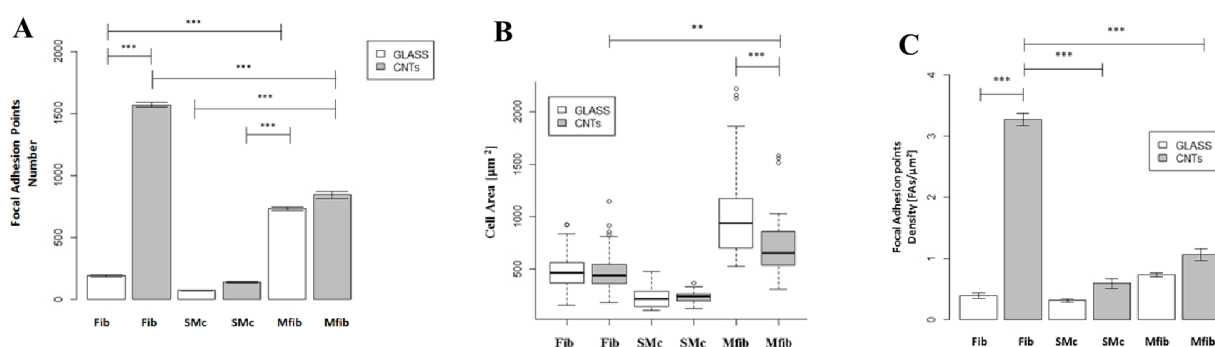 A
Focal Adhesion Points
Number
2000
1500
1000
500
0
***
***
***
***
***
GLASS
CNTs
Fib Fib SMc SMc Mfib Mfib
B
Cell Area [μm ²]
2000
1500
1000
500
**
***
GLASS
CNTs
Fib Fib SMc SMc Mfib Mfib
C
Focal Adhesion points
Density [FAs/μm²]
4
3
2
1
0
***
***
***
GLASS
CNTs
Fib Fib SMc SMc Mfib Mfib